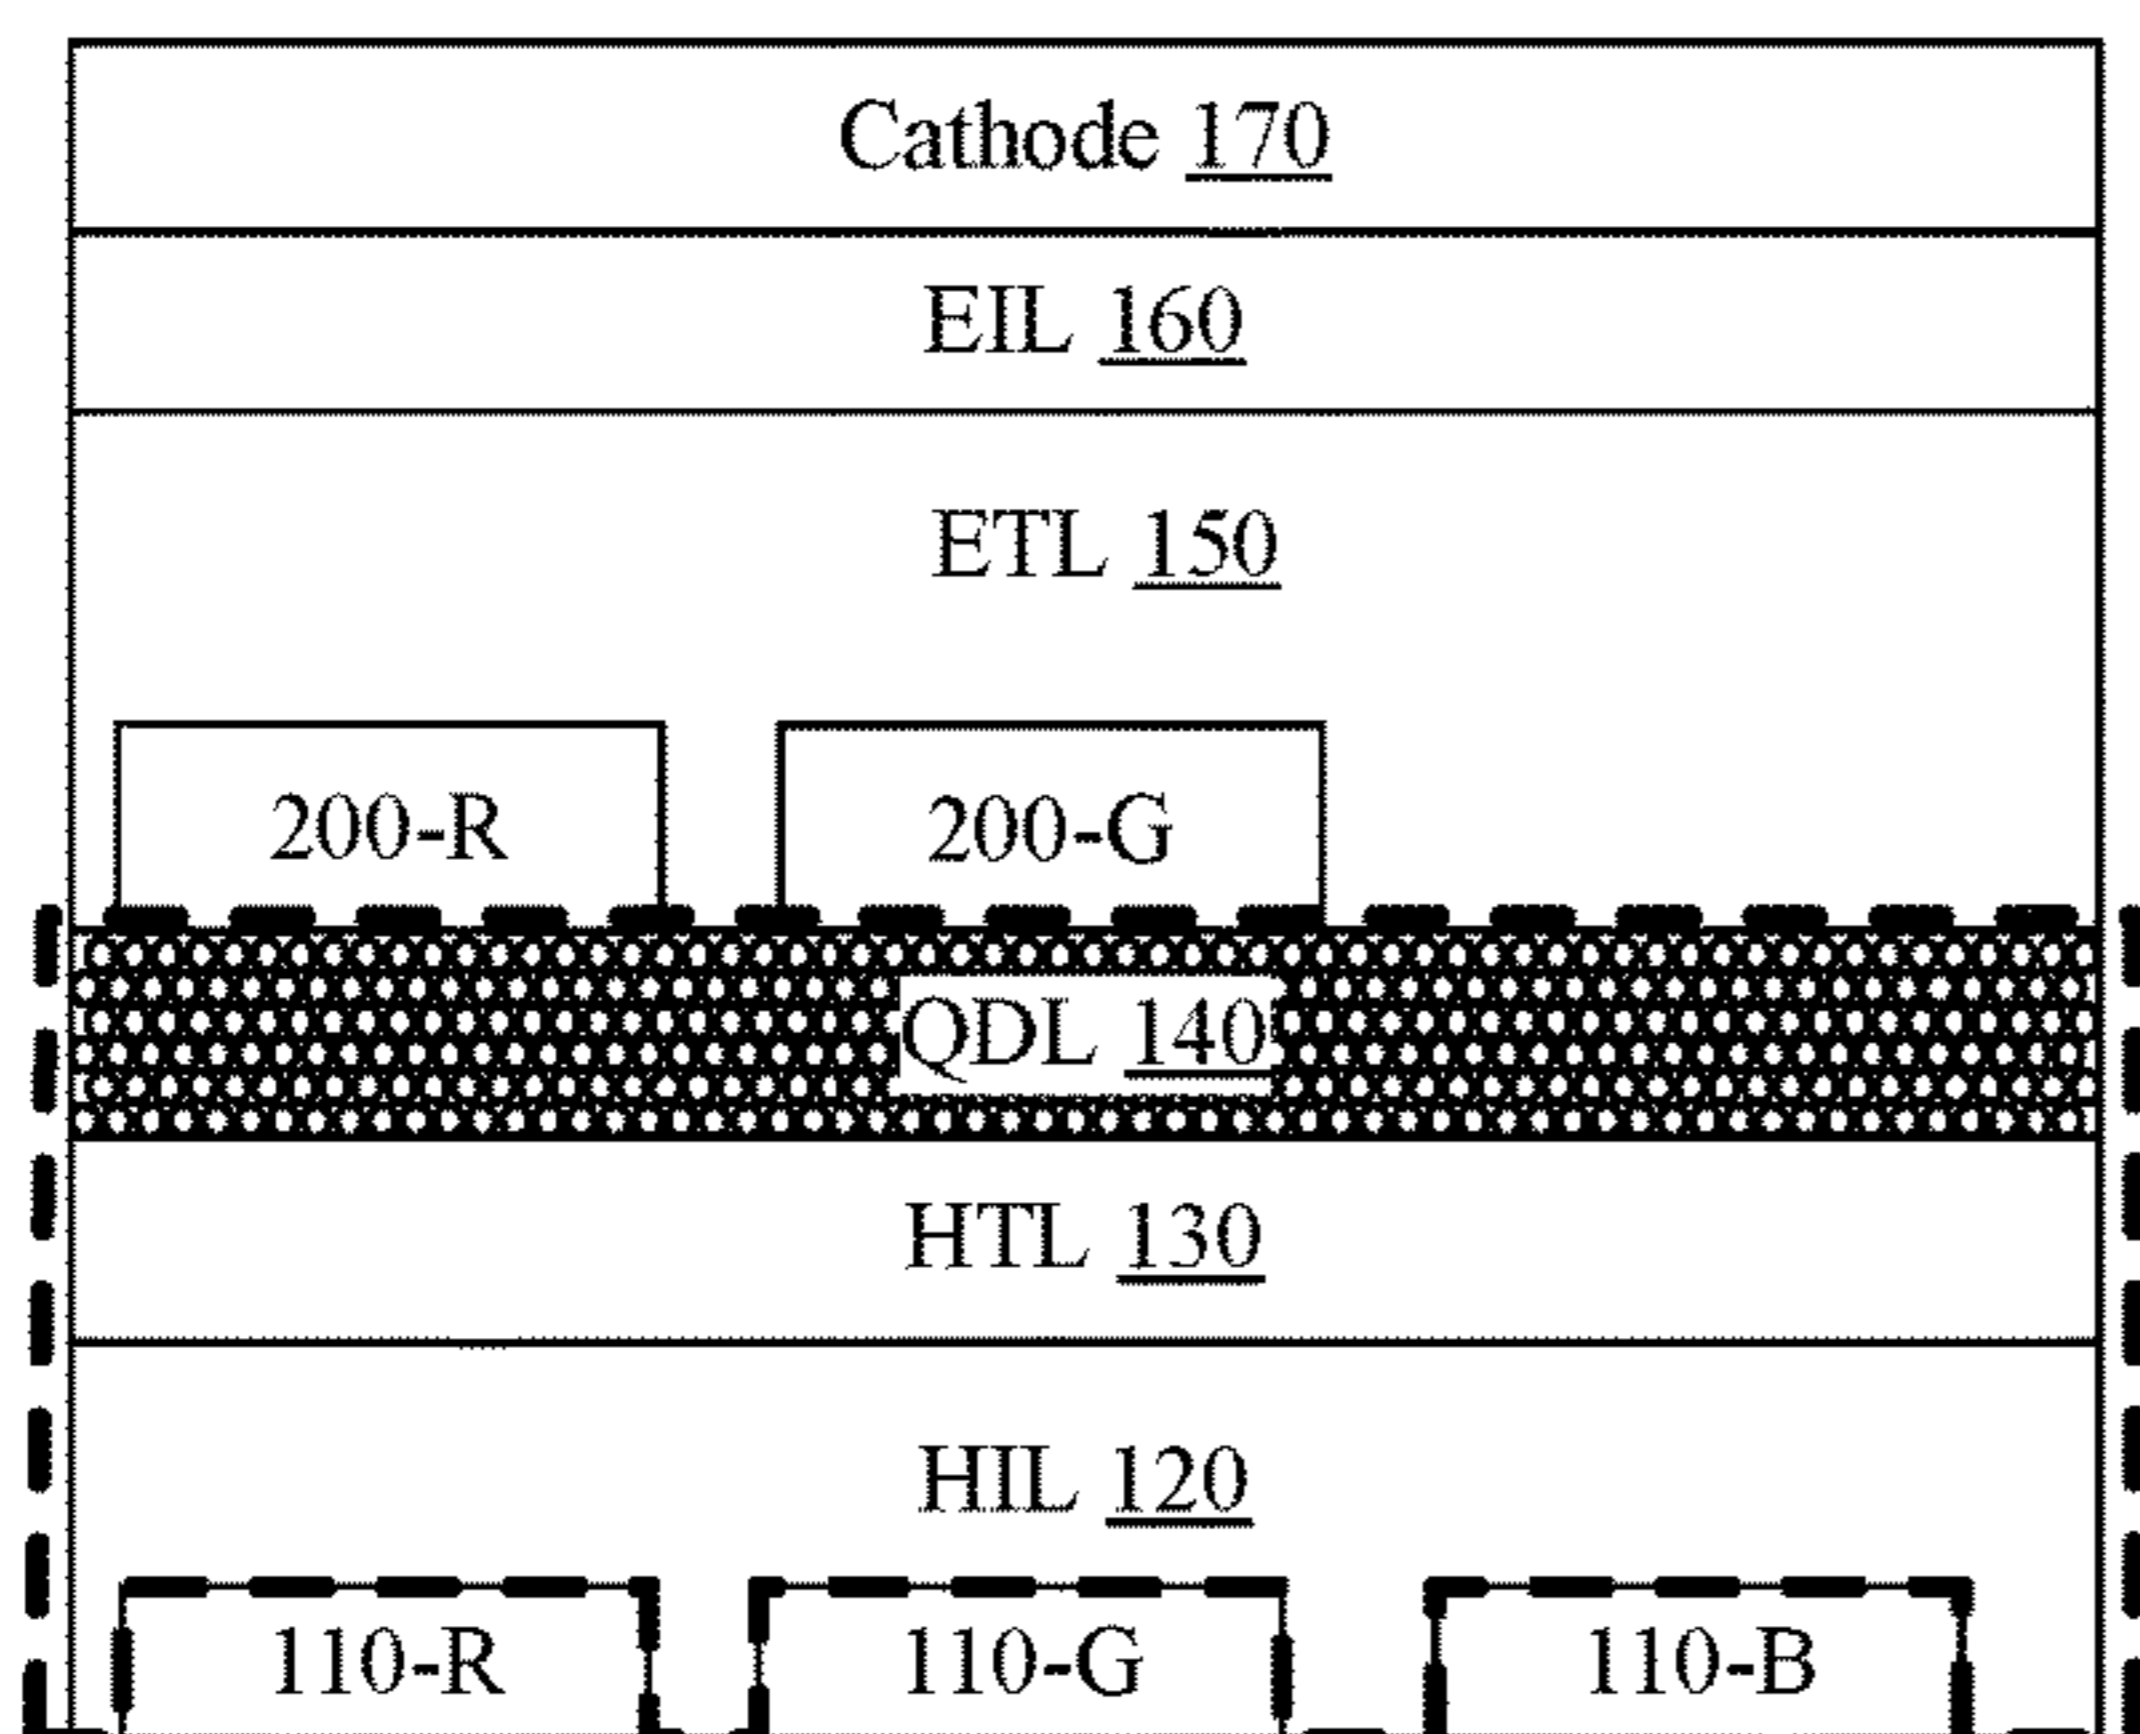 Cathode 170
EIL 160
ETL 150
200-R 200-G
QDL 140
HTL 130
HIL 120
110-R 110-G 110-B